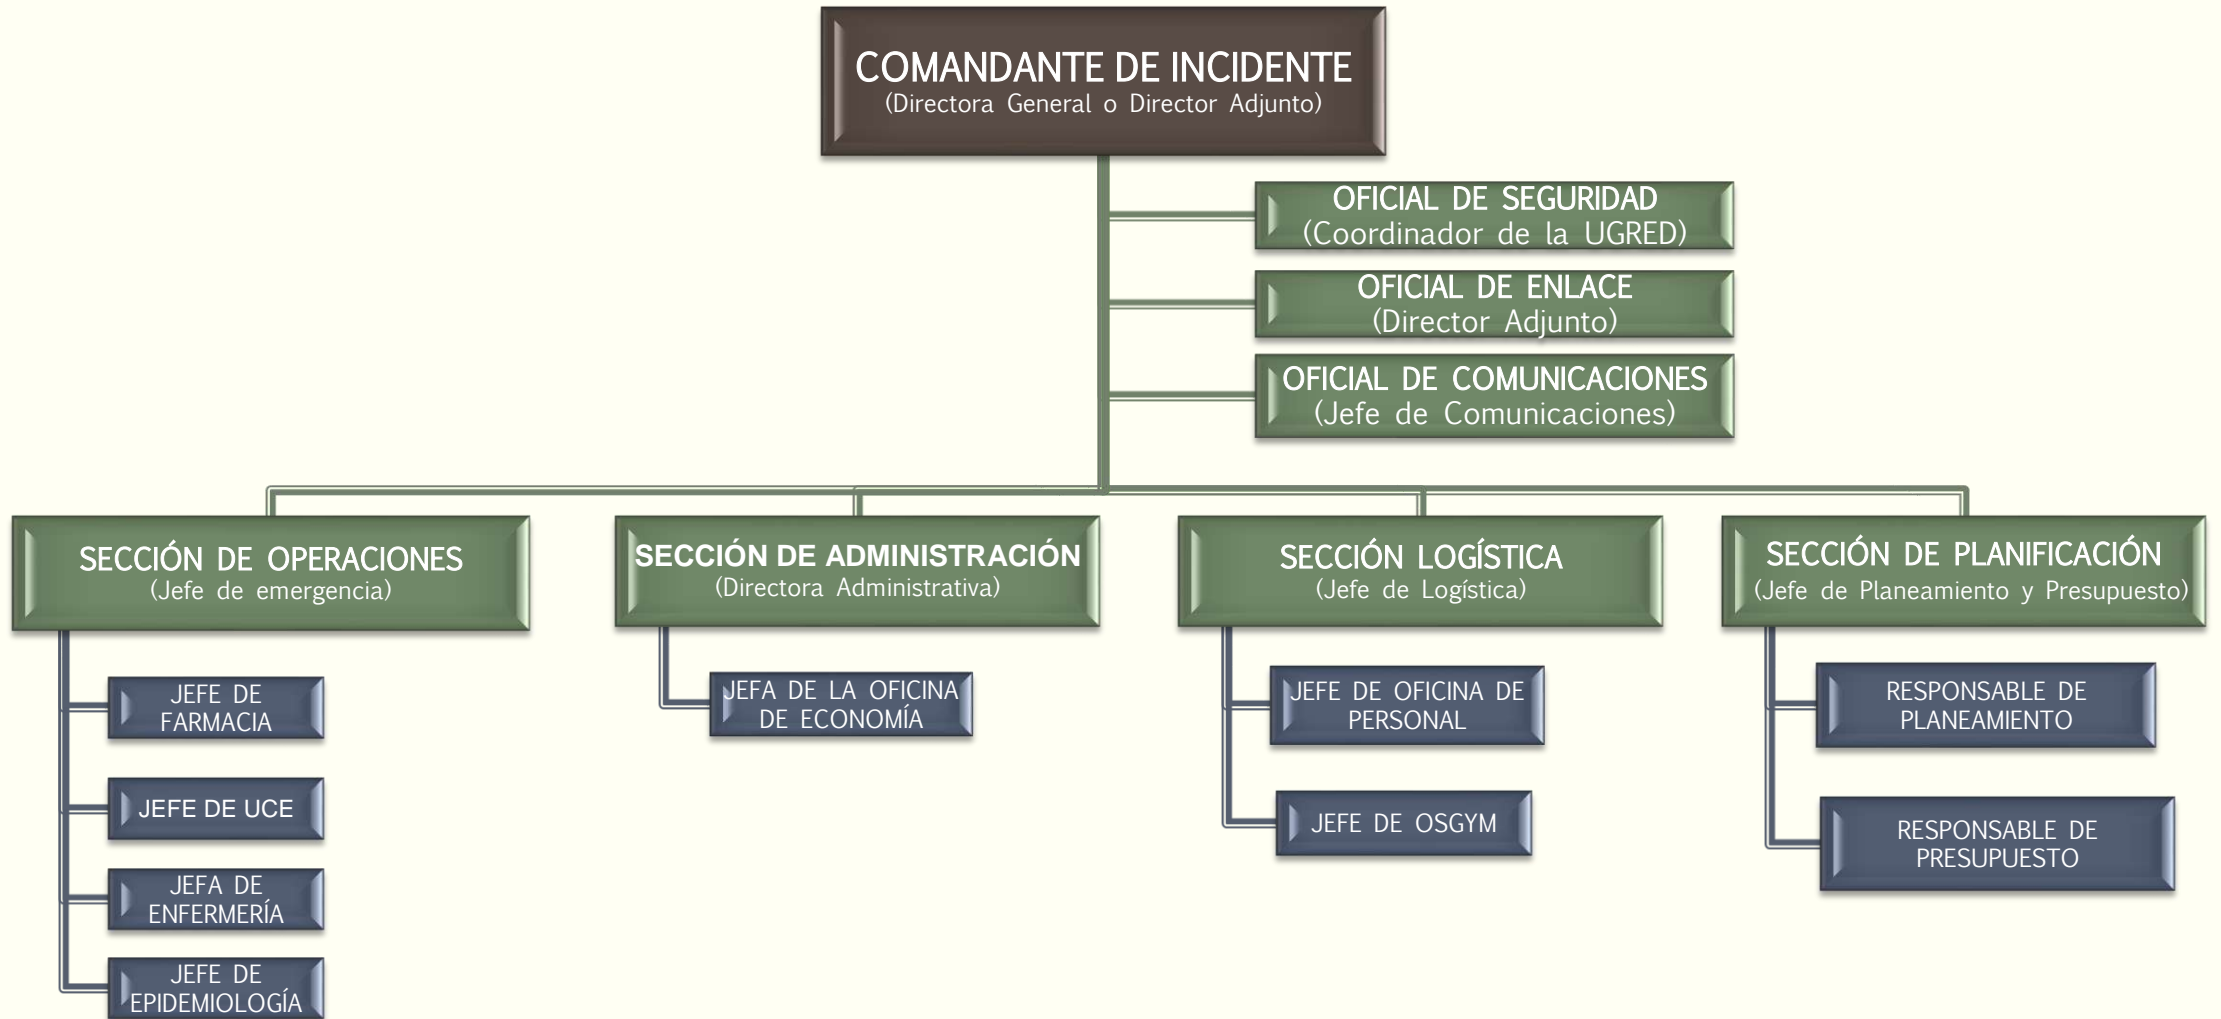 COMANDANTE DE INCIDENTE
(Directora General o Director Adjunto)
OFICIAL DE SEGURIDAD
(Coordinador de la UGRED)
OFICIAL DE ENLACE
(Director Adjunto)
OFICIAL DE COMUNICACIONES
(Jefe de Comunicaciones)
SECCIÓN DE OPERACIONES
(Jefe de emergencia)
JEFE DE
FARMACIA
JEFE DE UCE
JEFA DE
ENFERMERÍA
JEFE DE
EPIDEMIOLOGÍA
SECCIÓN DE ADMINISTRACIÓN
(Directora Administrativa)
JEFA DE LA OFICINA
DE ECONOMÍA
SECCIÓN LOGÍSTICA
(Jefe de Logística)
JEFE DE OFICINA DE
PERSONAL
JEFE DE OSGYM
SECCIÓN DE PLANIFICACIÓN
(Jefe de Planeamiento y Presupuesto)
RESPONSABLE DE
PLANEAMIENTO
RESPONSABLE DE
PRESUPUESTO